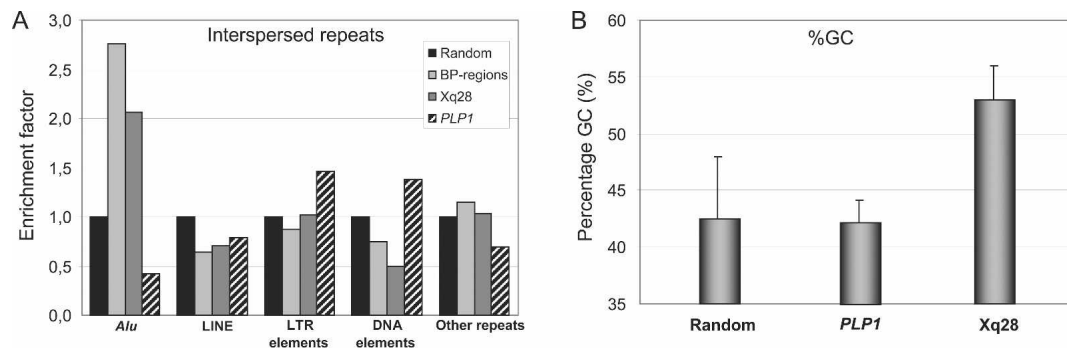 A
Interspersed repeats
Enrichment factor
3,0
2,5
2,0
1,5
1,0
0,5
0,0
Random
BP-regions
Xq28
PLP1
Alu
LINE
LTR
elements
DNA
elements
Other repeats
B
%GC
Percentage GC (%)
60
55
50
45
40
35
Random
PLP1
Xq28